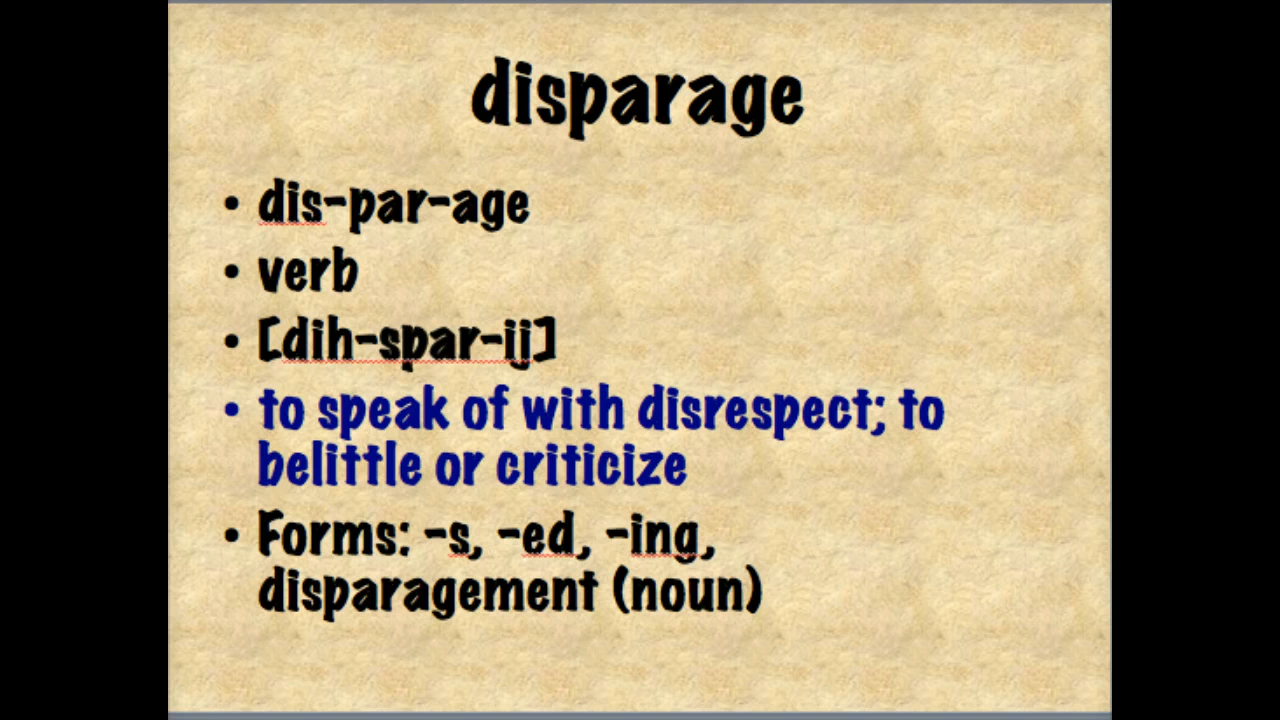 disparage
• dis-par-age
• verb
• [dih-spar-ij]
• to speak of with disrespect; to
belittle or criticize
• Forms: -s, -ed, -ing,
disparagement (noun)